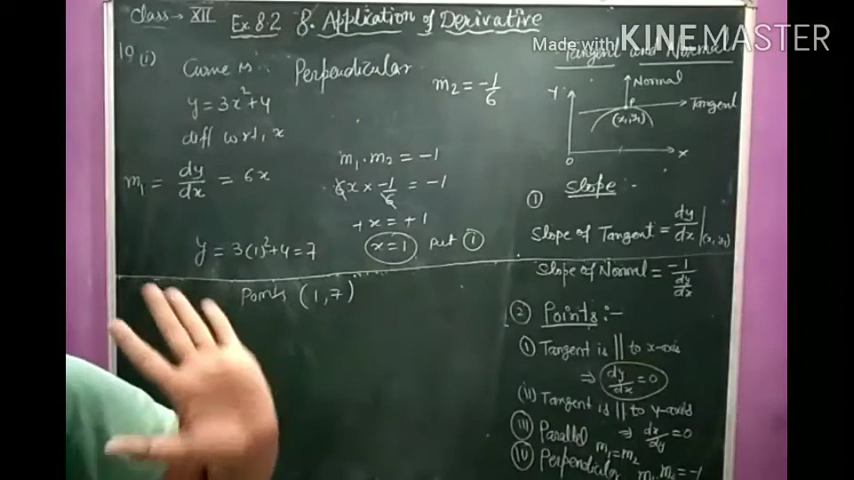 Class → XII Ex. 8.2 8. Application of Derivative
Made with KINEMASTER
19 (i) Curve is :- Perpendicular
m₂ = -1/6
y = 3x² + 4
diff w.r.t, x
m₁ = dy/dx = 6x
m₁ . m₂ = -1
6x × -1/6 = -1
+x = +1
x = 1 Put ①
y = 3(1)² + 4 = 7
Points (1, 7)
Tangent and Normal
Y Normal
P Tangent
(x₁, y₁)
O X
① Slope :-
Slope of Tangent = dy/dx |(x₁, y₁)
Slope of Normal = -1 / dy/dx
② Points :-
① Tangent is || to x-axis
⇒ dy/dx = 0
(ii) Tangent is || to y-axis
⇒ dx/dy = 0
(III) Parallel m₁ = m₂
(IV) Perpendicular m₁ . m₂ = -1